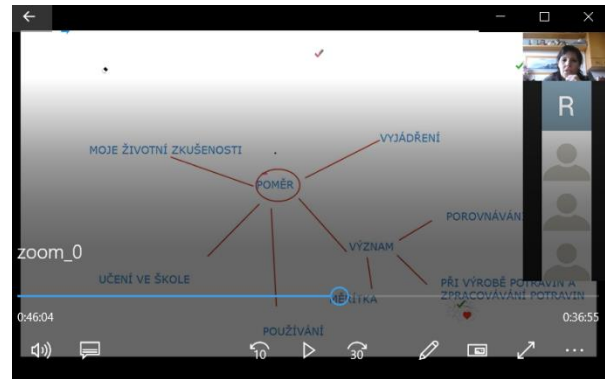 R
VYJÁDŘENÍ
MOJE ŽIVOTNÍ ZKUŠENOSTI
POMĚR
POROVNÁVÁNÍ
VÝZNAM
zoom_0
UČENÍ VE ŠKOLE
PŘI VÝROBĚ POTRAVIN A
ZPRACOVÁVÁNÍ POTRAVIN
MĚŘÍTKA
0:46:04
0:36:55
POUŽÍVÁNÍ
10
30